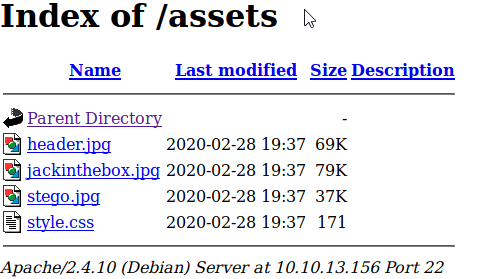 Index of /assets
Name Last modified Size Description
Parent Directory -
header.jpg 2020-02-28 19:37 69K
jackinthebox.jpg 2020-02-28 19:37 79K
stego.jpg 2020-02-28 19:37 37K
style.css 2020-02-28 19:37 171
Apache/2.4.10 (Debian) Server at 10.10.13.156 Port 22